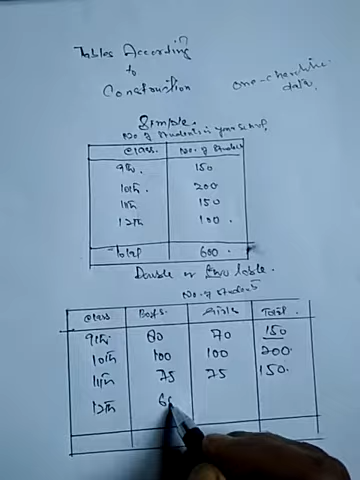 Tables According
to
Construction
one-
data
Simple
No of Students in your school
Class No. of Students
9th 150
10th 200
11th 150
12th 100
Total 600
Double or Two table
No. of Students
Class Boys Girls Total
9th 80 70 150
10th 100 100 200
11th 75 75 150
12th 6